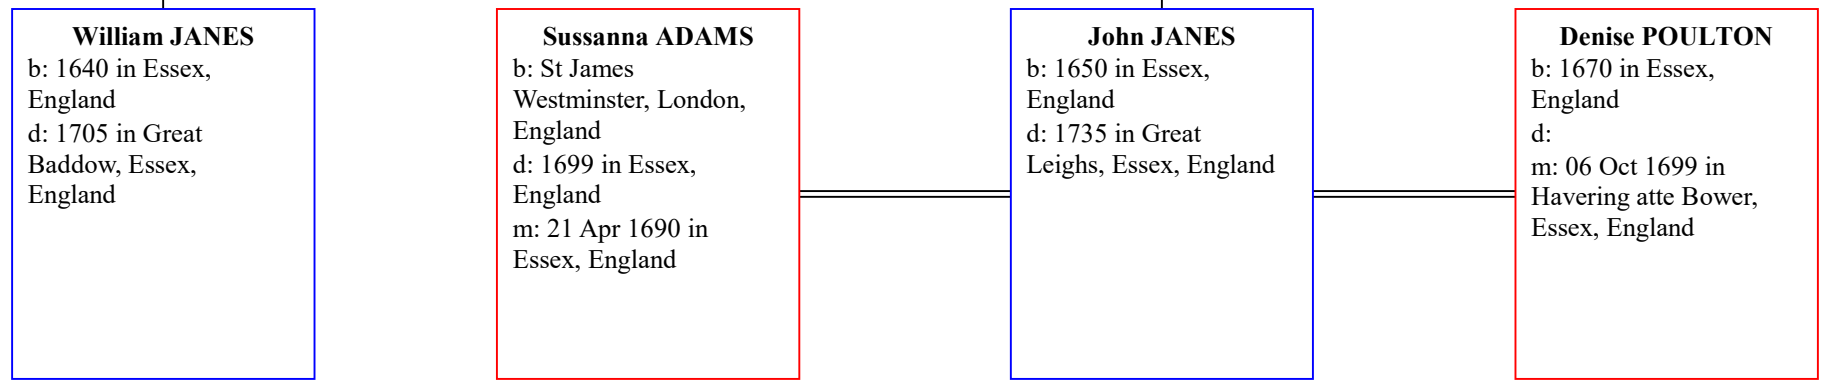 William JANES
b: 1640 in Essex,
England
d: 1705 in Great
Baddow, Essex,
England
Sussanna ADAMS
b: St James
Westminster, London,
England
d: 1699 in Essex,
England
m: 21 Apr 1690 in
Essex, England
John JANES
b: 1650 in Essex,
England
d: 1735 in Great
Leighs, Essex, England
Denise POULTON
b: 1670 in Essex,
England
d:
m: 06 Oct 1699 in
Havering atte Bower,
Essex, England